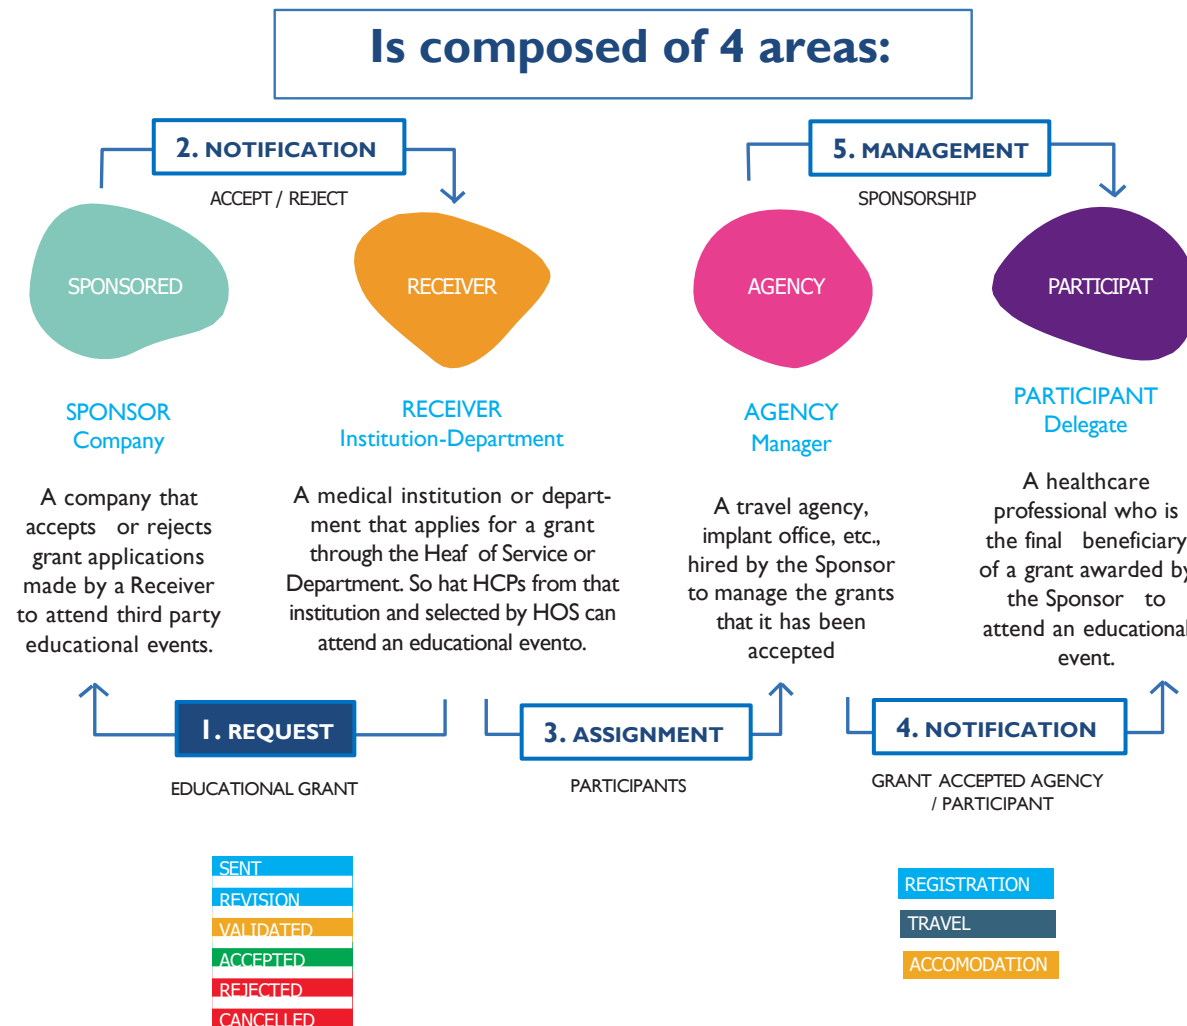 Is composed of 4 areas:
2. NOTIFICATION
ACCEPT / REJECT
5. MANAGEMENT
SPONSORSHIP
SPONSORED
RECEIVER
AGENCY
PARTICIPAT
SPONSOR
Company
A company that
accepts or rejects
grant applications
made by a Receiver
to attend third party
educational events.
RECEIVER
Institution-Department
A medical institution or depart-
ment that applies for a grant
through the Heaf of Service or
Department. So hat HCPs from that
institution and selected by HOS can
attend an educational evento.
AGENCY
Manager
A travel agency,
implant office, etc.,
hired by the Sponsor
to manage the grants
that it has been
accepted
PARTICIPANT
Delegate
A healthcare
professional who is
the final beneficiary
of a grant awarded by
the Sponsor to
attend an educational
event.
1. REQUEST
EDUCATIONAL GRANT
3. ASSIGNMENT
PARTICIPANTS
4. NOTIFICATION
GRANT ACCEPTED AGENCY
/ PARTICIPANT
SENT
REVISION
VALIDATED
ACCEPTED
REJECTED
CANCELLED
REGISTRATION
TRAVEL
ACCOMODATION